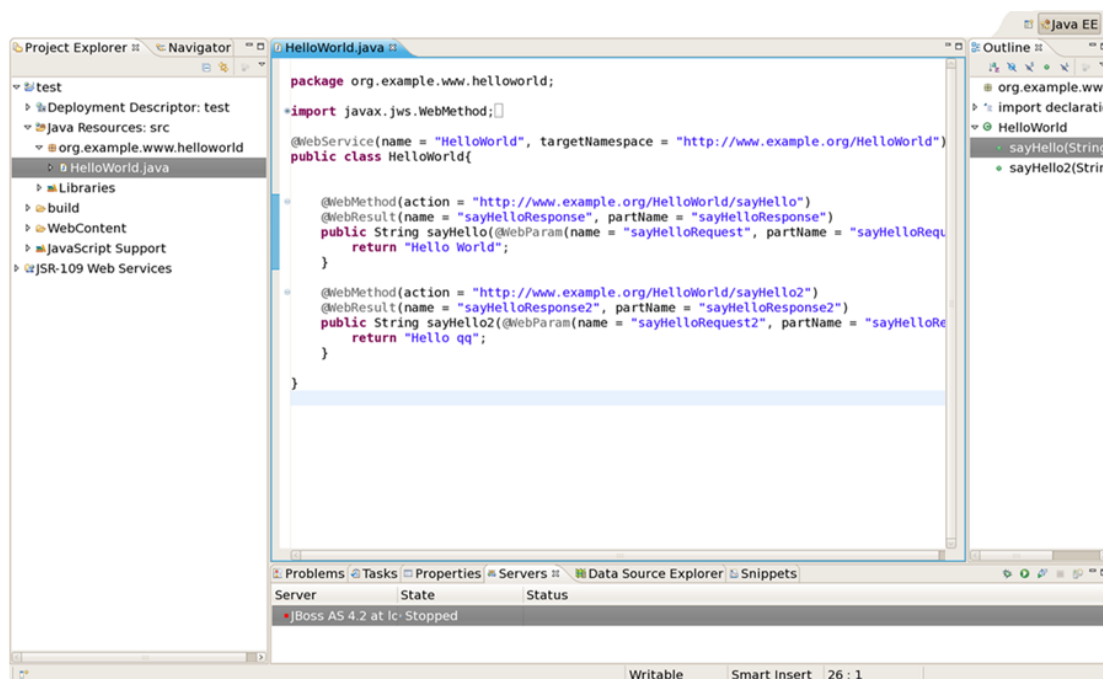 Java EE
Project Explorer
Navigator
test
Deployment Descriptor: test
Java Resources: src
org.example.www.helloworld
HelloWorld.java
Libraries
build
WebContent
JavaScript Support
JSR-109 Web Services
HelloWorld.java
package org.example.www.helloworld;
import javax.jws.WebMethod;
@WebService(name = "HelloWorld", targetNamespace = "http://www.example.org/HelloWorld")
public class HelloWorld{
@WebMethod(action = "http://www.example.org/HelloWorld/sayHello")
@WebResult(name = "sayHelloResponse", partName = "sayHelloResponse")
public String sayHello(@WebParam(name = "sayHelloRequest", partName = "sayHelloRequ
return "Hello World";
}
@WebMethod(action = "http://www.example.org/HelloWorld/sayHello2")
@WebResult(name = "sayHelloResponse2", partName = "sayHelloResponse2")
public String sayHello2(@WebParam(name = "sayHelloRequest2", partName = "sayHelloRe
return "Hello qq";
}
}
Outline
org.example.ww
import declaratio
HelloWorld
sayHello(String
sayHello2(Strin
Problems Tasks Properties Servers Data Source Explorer Snippets
Server State Status
JBoss AS 4.2 at lc Stopped
Writable Smart Insert 26 : 1